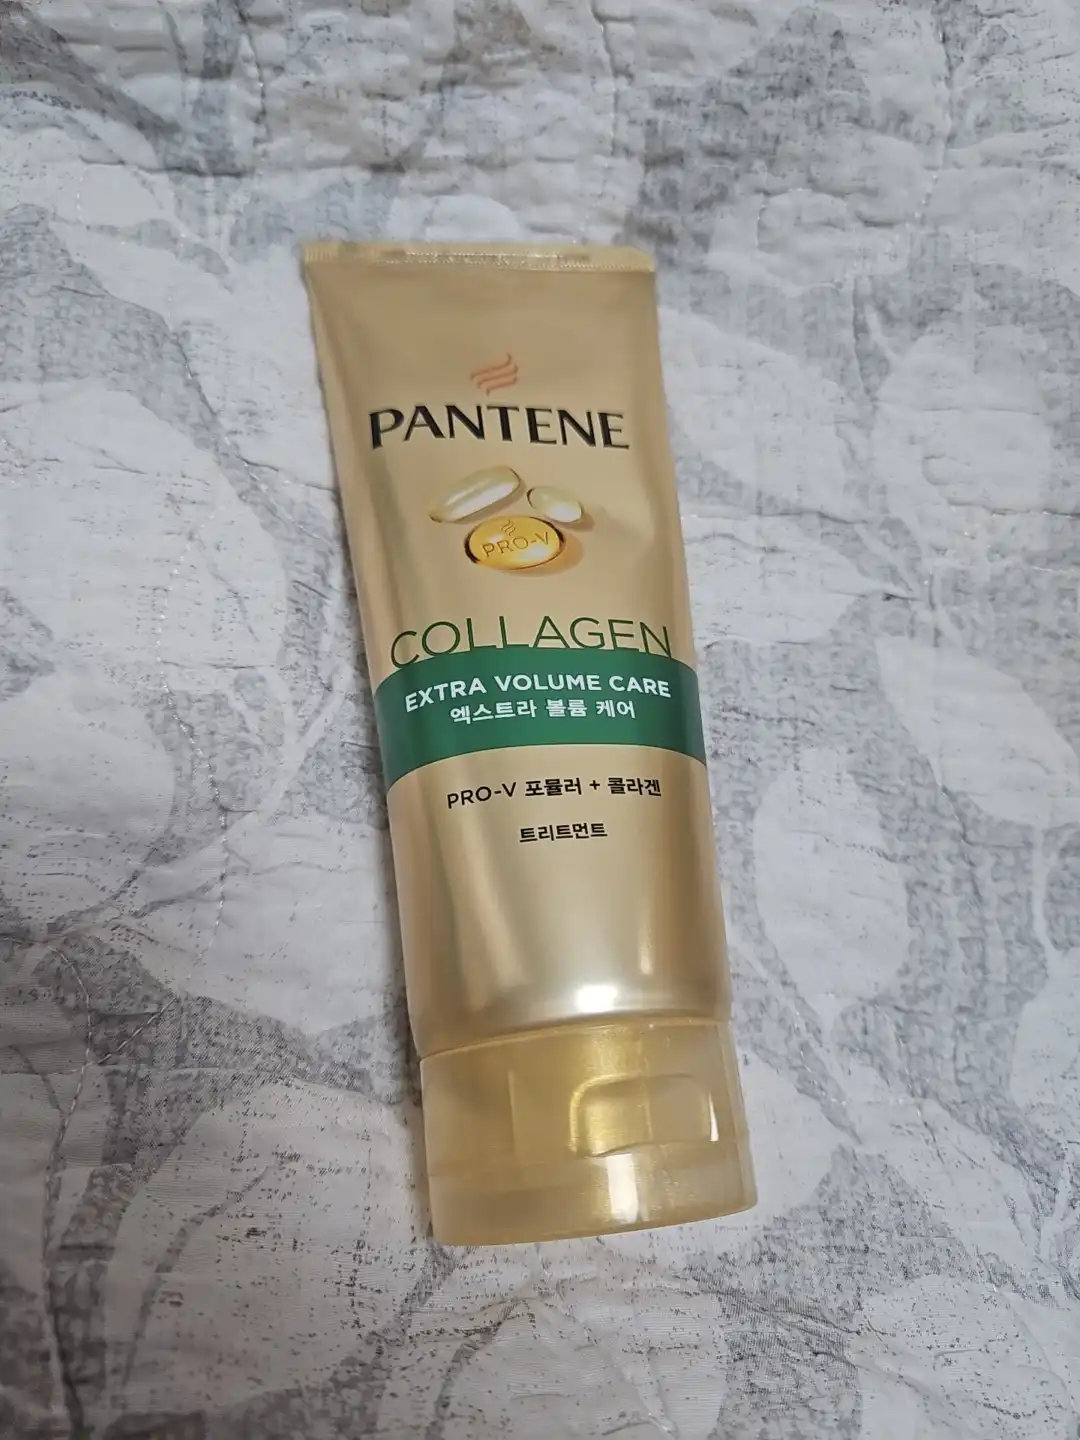 PANTENE
PRO-V
COLLAGEN
EXTRA VOLUME CARE
엑스트라 볼륨 케어
PRO-V 포뮬러 + 콜라겐
트리트먼트